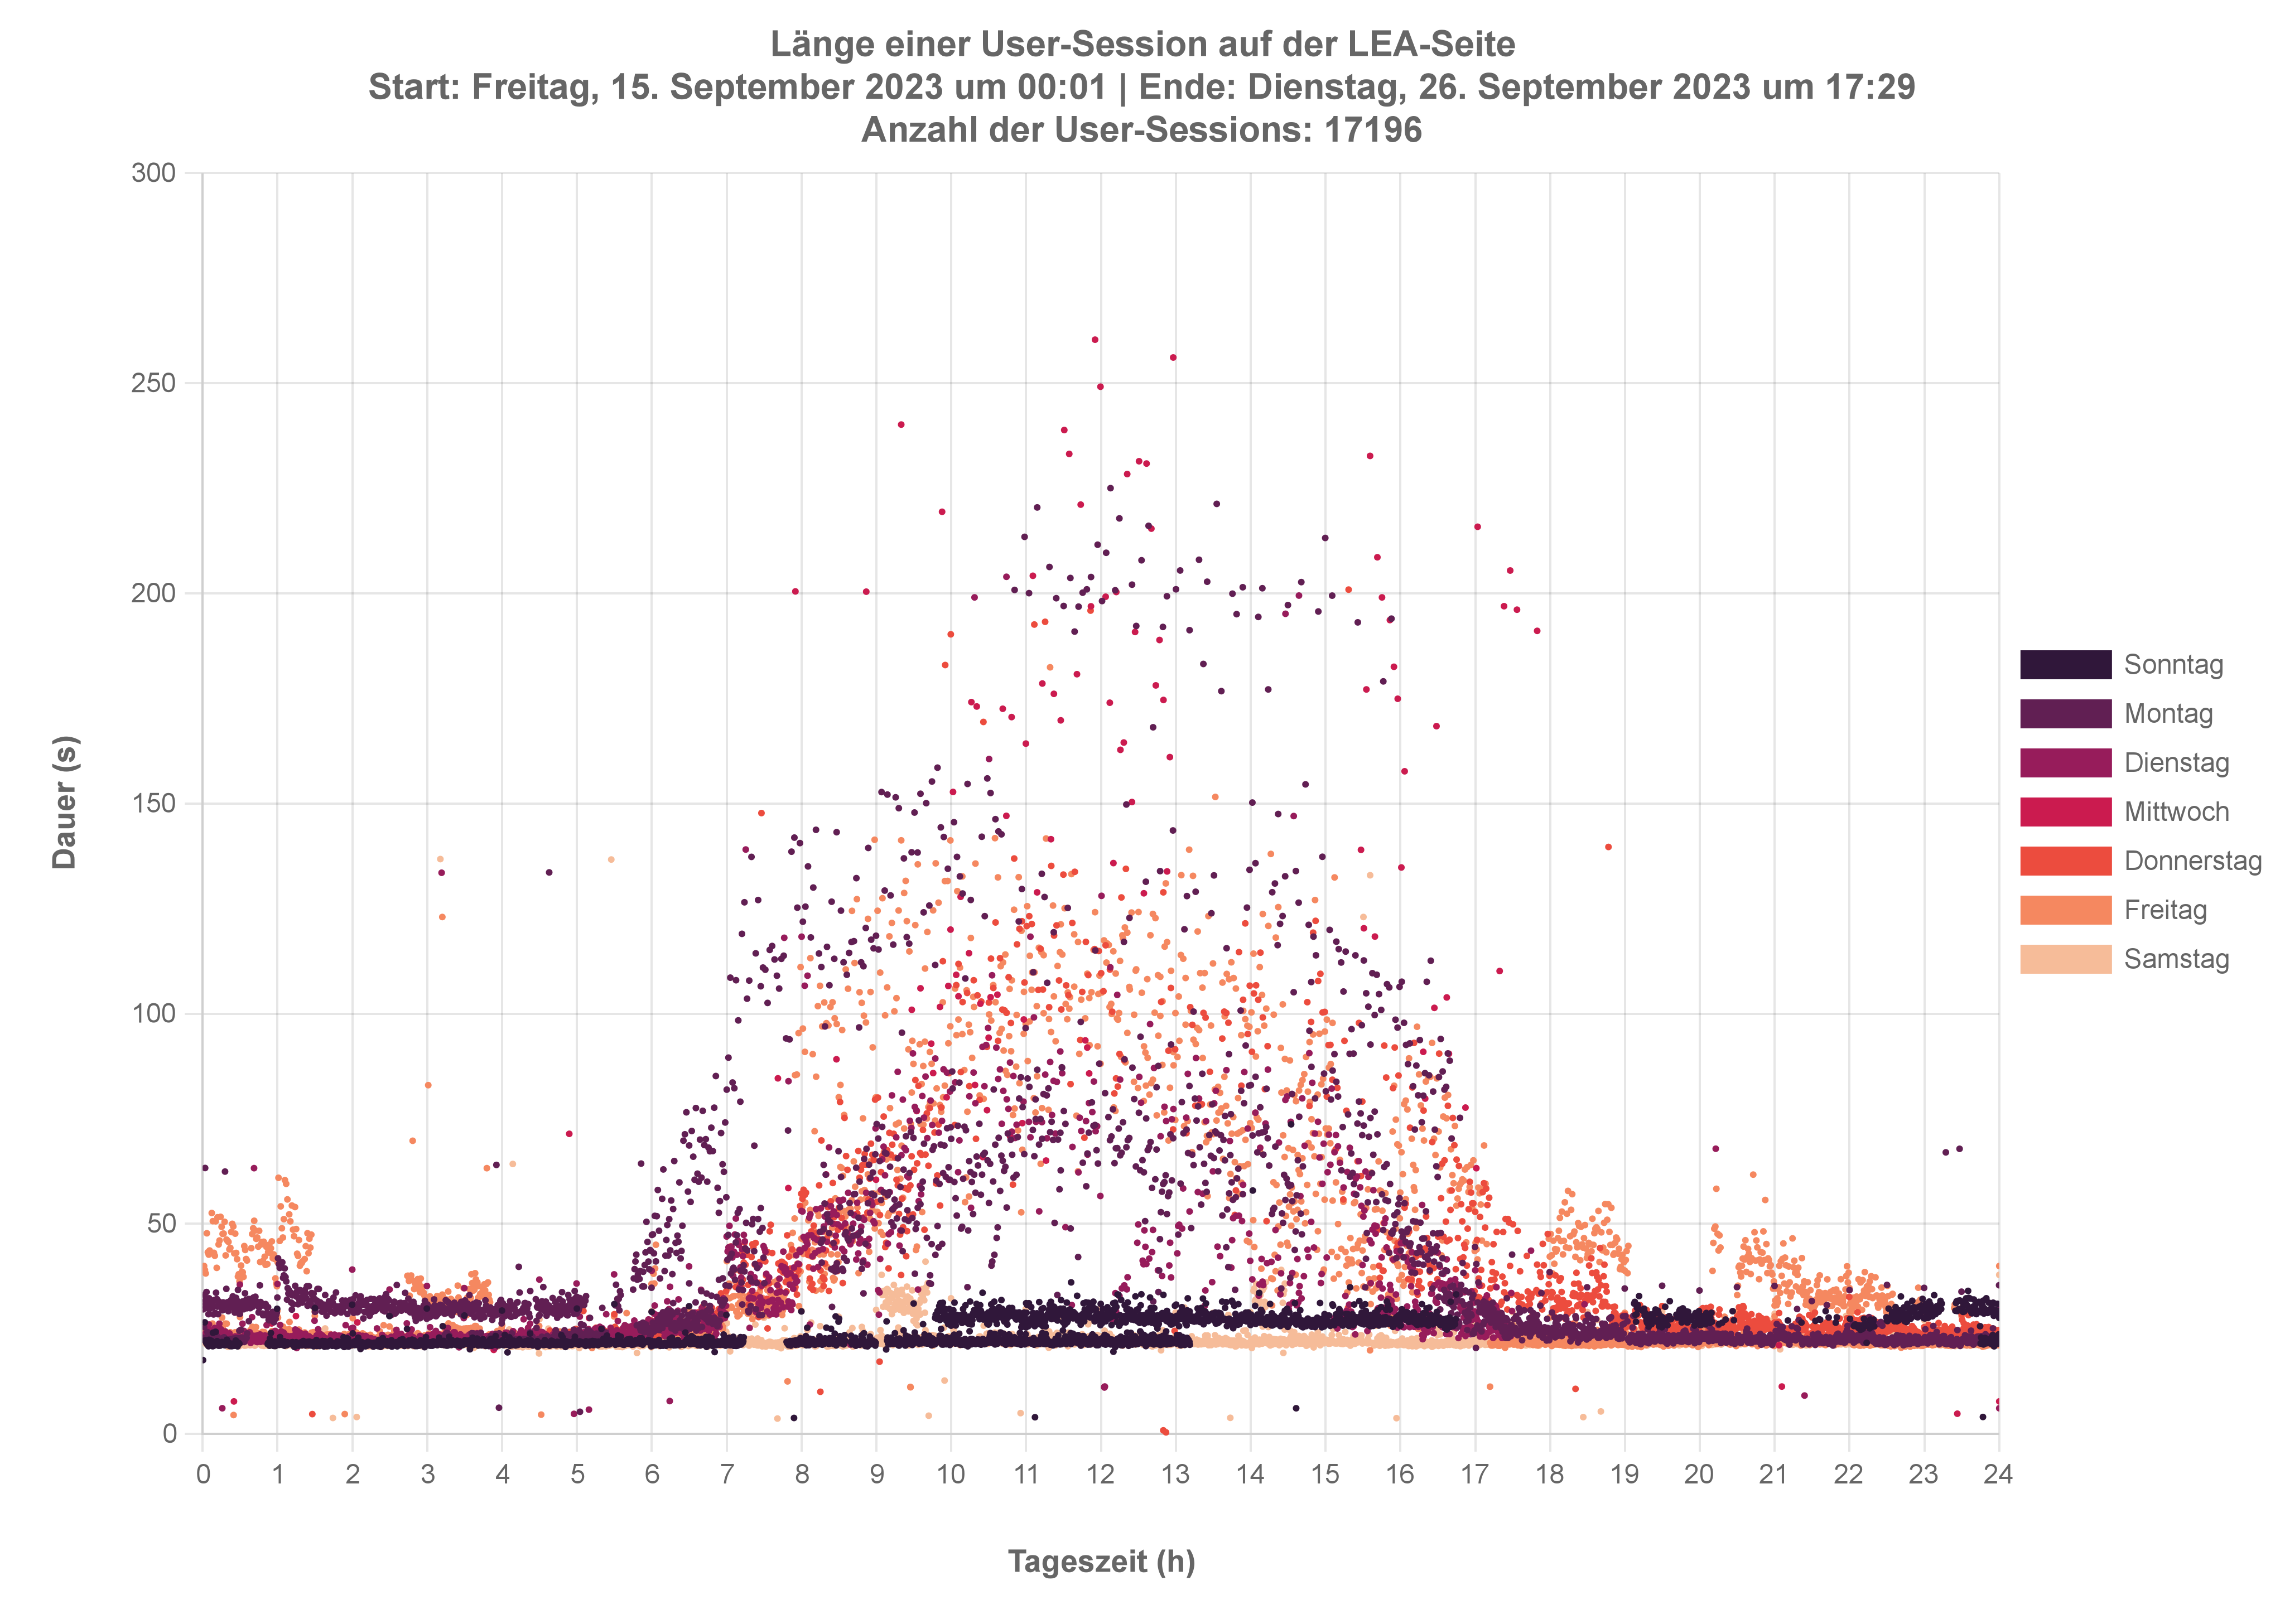 Länge einer User-Session auf der LEA-Seite
Start: Freitag, 15. September 2023 um 00:01 | Ende: Dienstag, 26. September 2023 um 17:29
Anzahl der User-Sessions: 17196
300
250
200
150
100
50
0
Dauer (s)
0 1 2 3 4 5 6 7 8 9 10 11 12 13 14 15 16 17 18 19 20 21 22 23 24
Tageszeit (h)
Sonntag
Montag
Dienstag
Mittwoch
Donnerstag
Freitag
Samstag